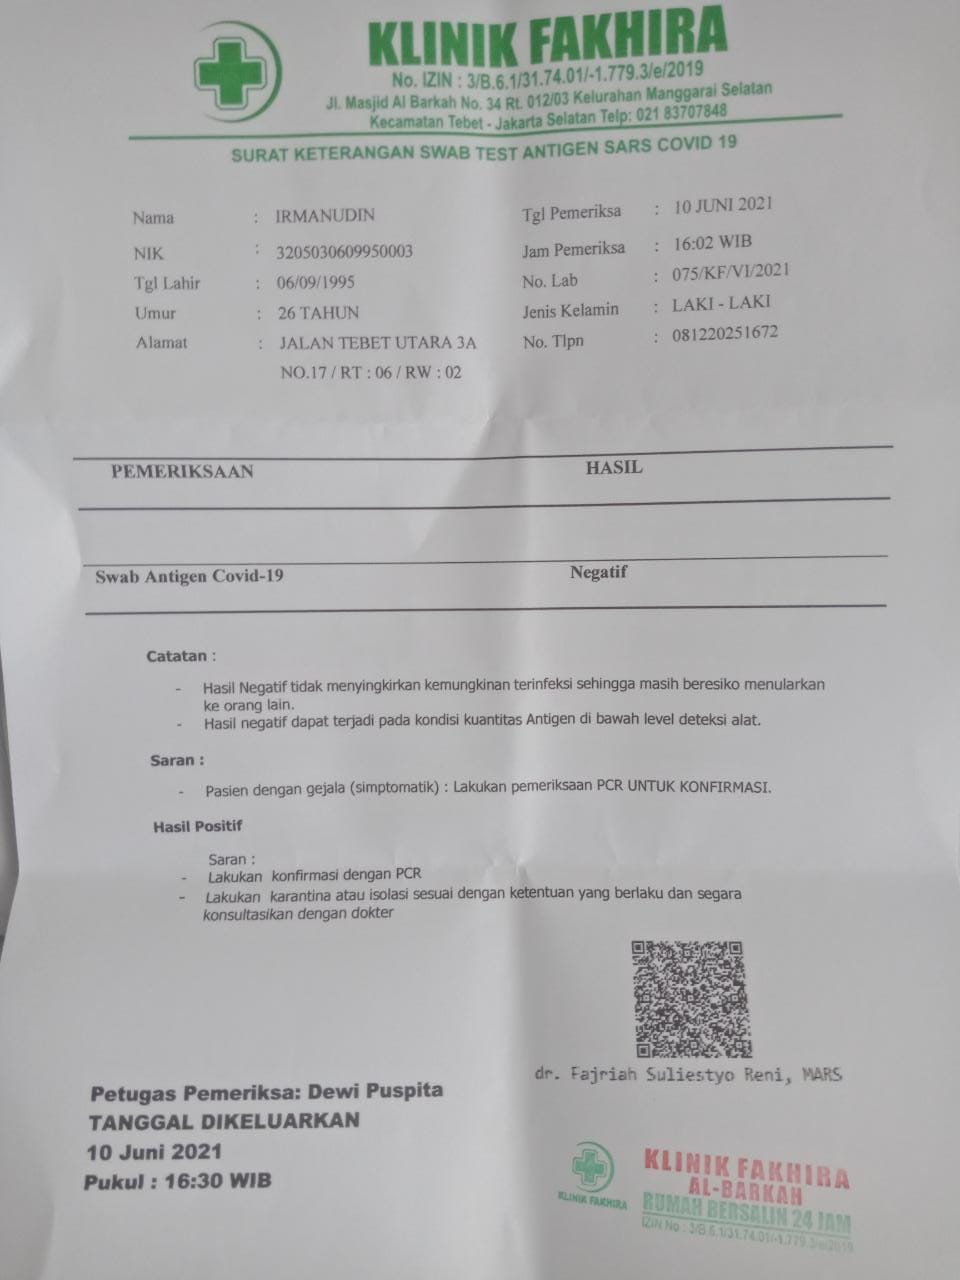 KLINIK FAKHIRA
No. IZIN : 3/B.6.1/31.74.01/-1.779.3/e/2019
Jl. Masjid Al Barkah No. 34 Rt. 012/03 Kelurahan Manggarai Selatan
Kecamatan Tebet - Jakarta Selatan Telp: 021 83707848
SURAT KETERANGAN SWAB TEST ANTIGEN SARS COVID 19
Nama : IRMANUDIN
NIK : 3205030609950003
Tgl Lahir : 06/09/1995
Umur : 26 TAHUN
Alamat : JALAN TEBET UTARA 3A
NO.17 / RT : 06 / RW : 02
Tgl Pemeriksa : 10 JUNI 2021
Jam Pemeriksa : 16:02 WIB
No. Lab : 075/KF/VI/2021
Jenis Kelamin : LAKI - LAKI
No. Tlpn : 081220251672
PEMERIKSAAN HASIL
Swab Antigen Covid-19 Negatif
Catatan :
- Hasil Negatif tidak menyingkirkan kemungkinan terinfeksi sehingga masih beresiko menularkan
ke orang lain.
- Hasil negatif dapat terjadi pada kondisi kuantitas Antigen di bawah level deteksi alat.
Saran :
- Pasien dengan gejala (simptomatik) : Lakukan pemeriksaan PCR UNTUK KONFIRMASI.
Hasil Positif
Saran :
- Lakukan konfirmasi dengan PCR
- Lakukan karantina atau isolasi sesuai dengan ketentuan yang berlaku dan segara
konsultasikan dengan dokter
dr. Fajriah Suliestyo Reni, MARS
Petugas Pemeriksa: Dewi Puspita
TANGGAL DIKELUARKAN
10 Juni 2021
Pukul : 16:30 WIB
KLINIK FAKHIRA
KLINIK FAKHIRA
AL-BARKAH
RUMAH BERSALIN 24 JAM
IZIN No : 3/B.6.1/31.74.01/-1.779.3/e/2019